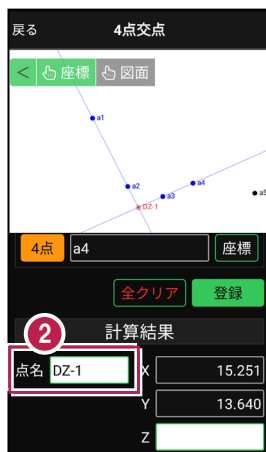 戻る 4点交点
< 座標 図面
a1
a2
a3
a4
a5
DZ-1
4点 a4 座標
全クリア 登録
計算結果
2
点名 DZ-1 X 15.251
Y 13.640
Z